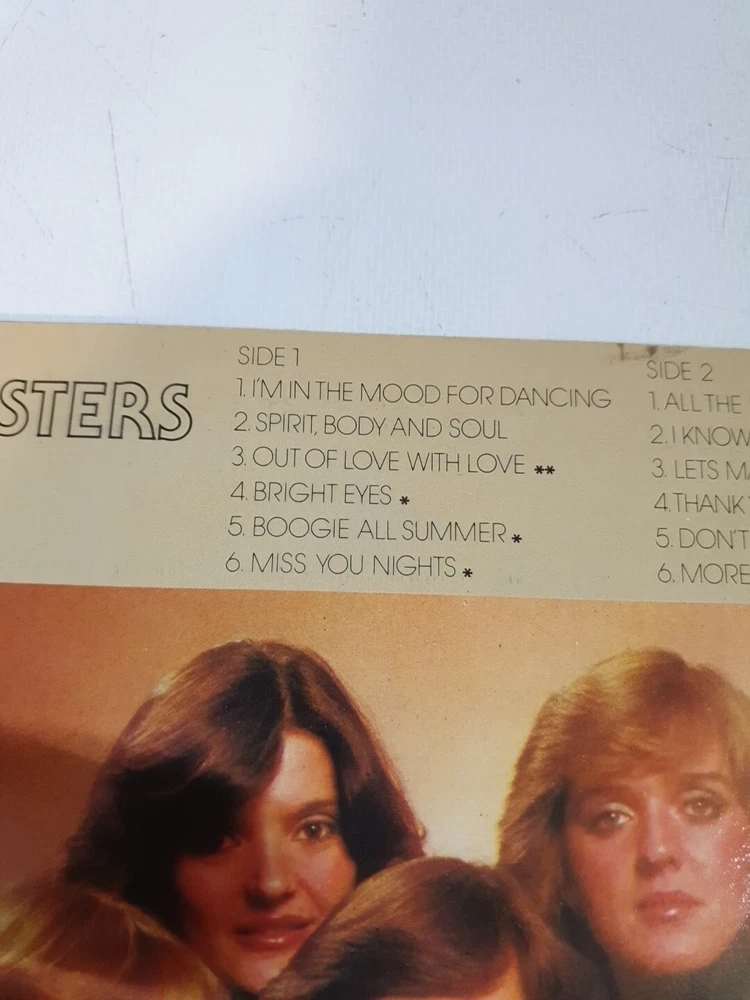 STERS
SIDE 1
1. I'M IN THE MOOD FOR DANCING
2. SPIRIT, BODY AND SOUL
3. OUT OF LOVE WITH LOVE **
4. BRIGHT EYES *
5. BOOGIE ALL SUMMER *
6. MISS YOU NIGHTS *
SIDE 2
1. ALL THE
2. I KNOW
3. LETS MA
4. THANK
5. DON'T
6. MORE